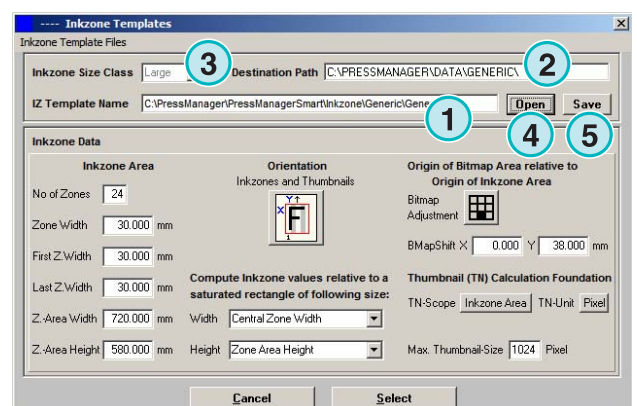 ---- Inkzone Templates
Inkzone Template Files
Inkzone Size Class Large 3 Destination Path C:\PRESSMANAGER\DATA\GENERIC\ 2
IZ Template Name C:\PressManager\PressManagerSmart\Inkzone\Generic\Gene 1 Open Save
4 5
Inkzone Data
Inkzone Area Orientation Origin of Bitmap Area relative to
Inkzones and Thumbnails Origin of Inkzone Area
No of Zones 24 Bitmap
Adjustment
X Y F 1
Zone Width 30.000 mm
BMapShift X 0.000 Y 38.000 mm
First Z.Width 30.000 mm
Compute Inkzone values relative to a Thumbnail (TN) Calculation Foundation
Last Z.Width 30.000 mm saturated rectangle of following size:
TN-Scope Inkzone Area TN-Unit Pixel
Z.-Area Width 720.000 mm Width Central Zone Width
Z.-Area Height 580.000 mm Height Zone Area Height Max. Thumbnail-Size 1024 Pixel
Cancel Select